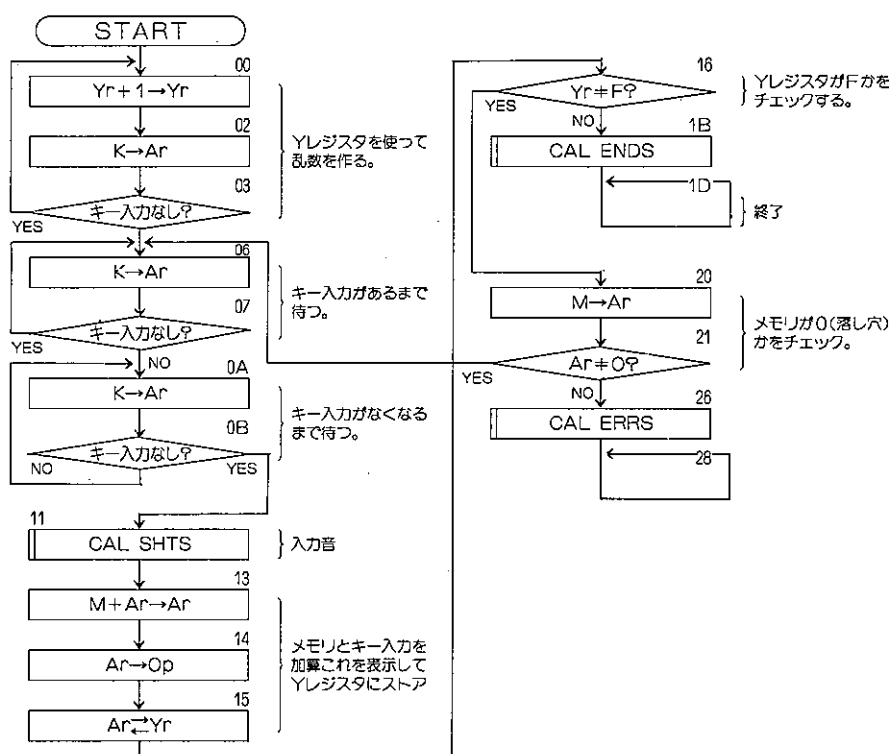 START
00
Yr+1→Yr
02
K→Ar
03
キー入力なし?
YES
Yレジスタを使って
乱数を作る。
06
K→Ar
07
キー入力なし?
YES
NO
キー入力があるまで
待つ。
0A
K→Ar
0B
キー入力なし?
NO
YES
キー入力がなくなる
まで待つ。
11
CAL SHTS
入力音
13
M+Ar→Ar
14
Ar→Op
15
Ar⇄Yr
メモリとキー入力を
加算これを表示して
Yレジスタにストア
16
Yr≠F?
YES
NO
YレジスタがFかを
チェックする。
1B
CAL ENDS
1D
終了
20
M→Ar
21
Ar≠0?
YES
NO
メモリが0(落し穴)
かをチェック。
26
CAL ERRS
28